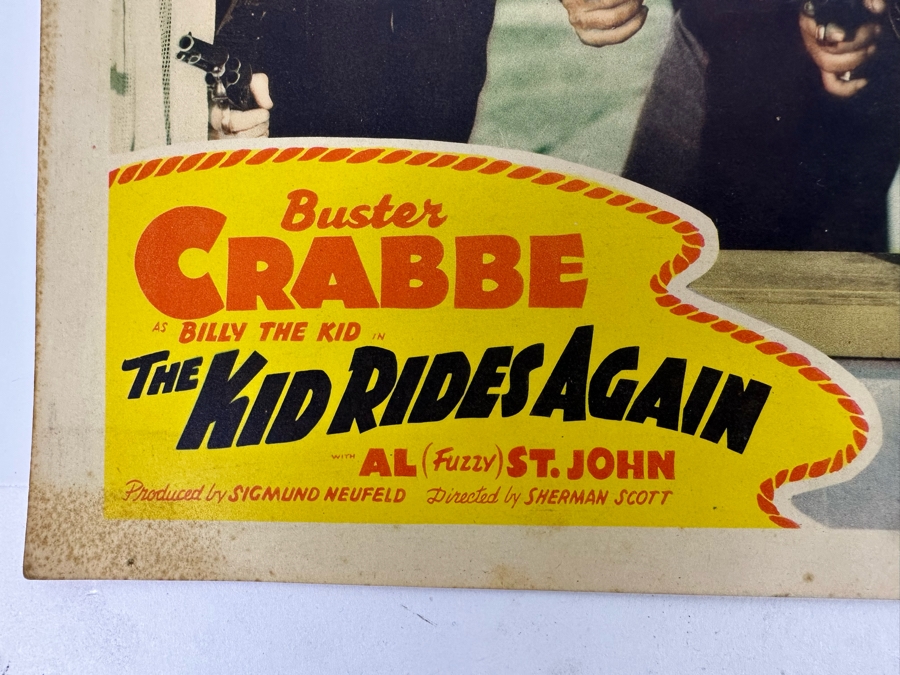 Buster
CRABBE
AS BILLY THE KID IN
THE KID RIDES AGAIN
WITH AL (Fuzzy) ST. JOHN
Produced by SIGMUND NEUFELD Directed by SHERMAN SCOTT